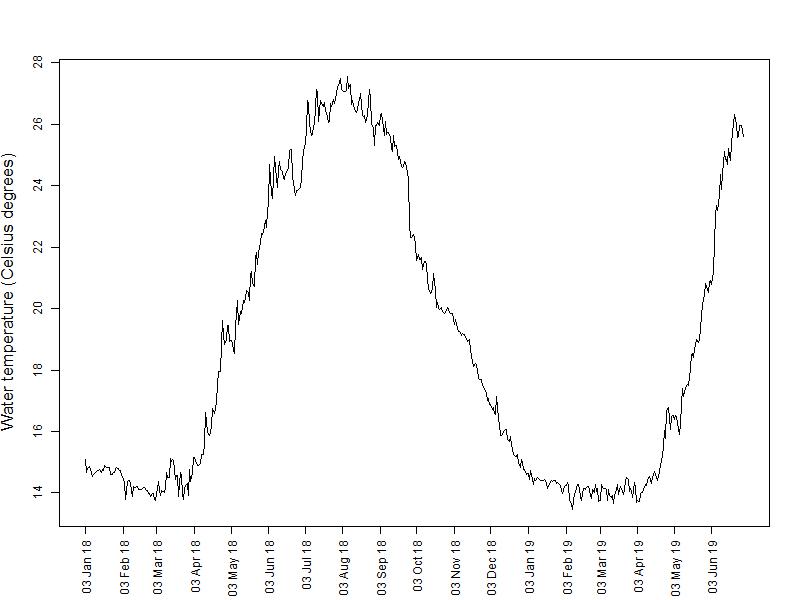 Water temperature (Celsius degrees)
28
26
24
22
20
18
16
14
03 Jan 18
03 Feb 18
03 Mar 18
03 Apr 18
03 May 18
03 Jun 18
03 Jul 18
03 Aug 18
03 Sep 18
03 Oct 18
03 Nov 18
03 Dec 18
03 Jan 19
03 Feb 19
03 Mar 19
03 Apr 19
03 May 19
03 Jun 19